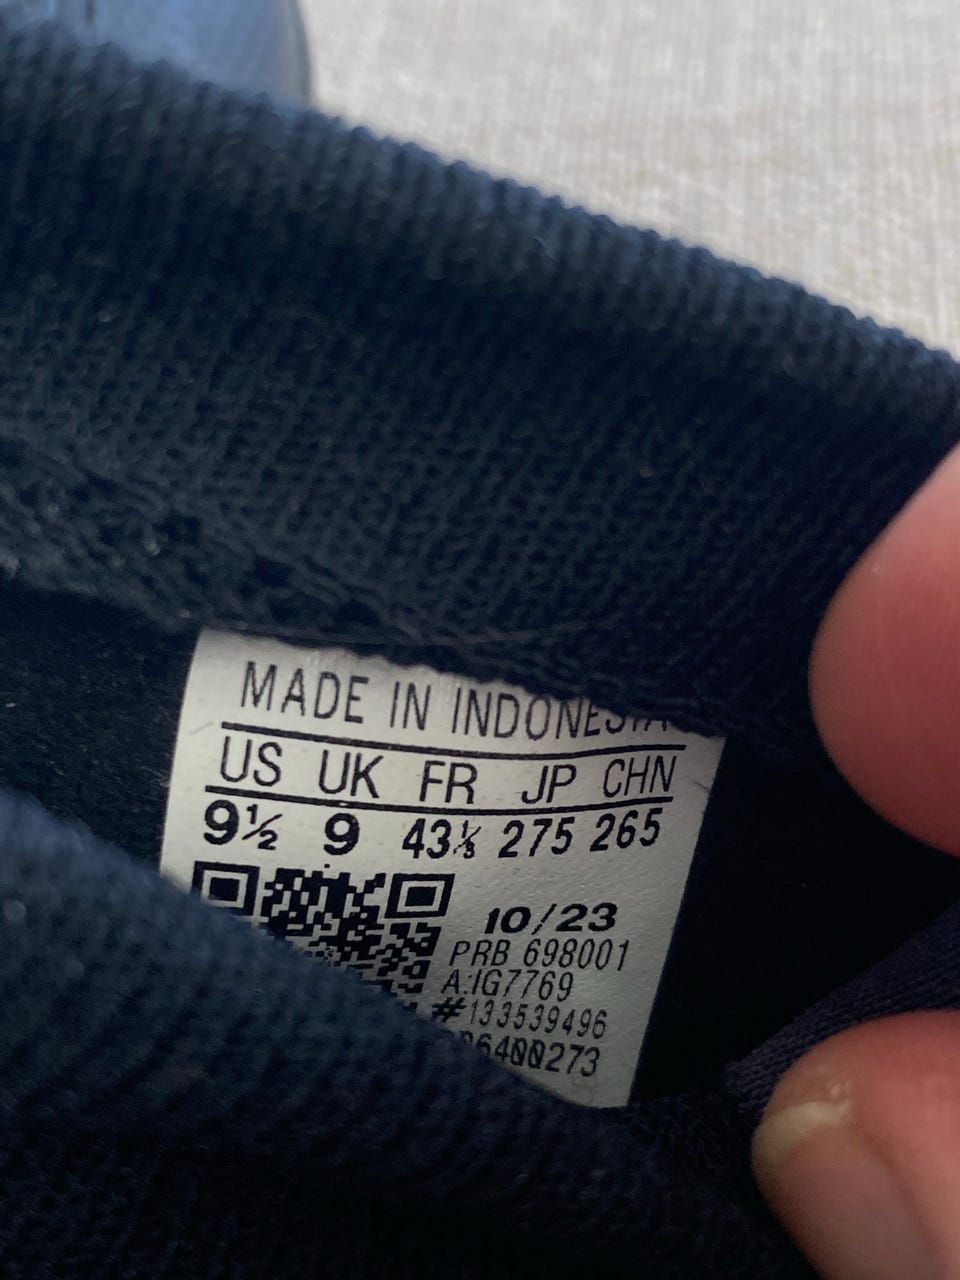 MADE IN INDONESIA
US UK FR JP CHN
9½ 9 43⅓ 275 265
10/23
PRB 698001
A:IG7769
#133539496